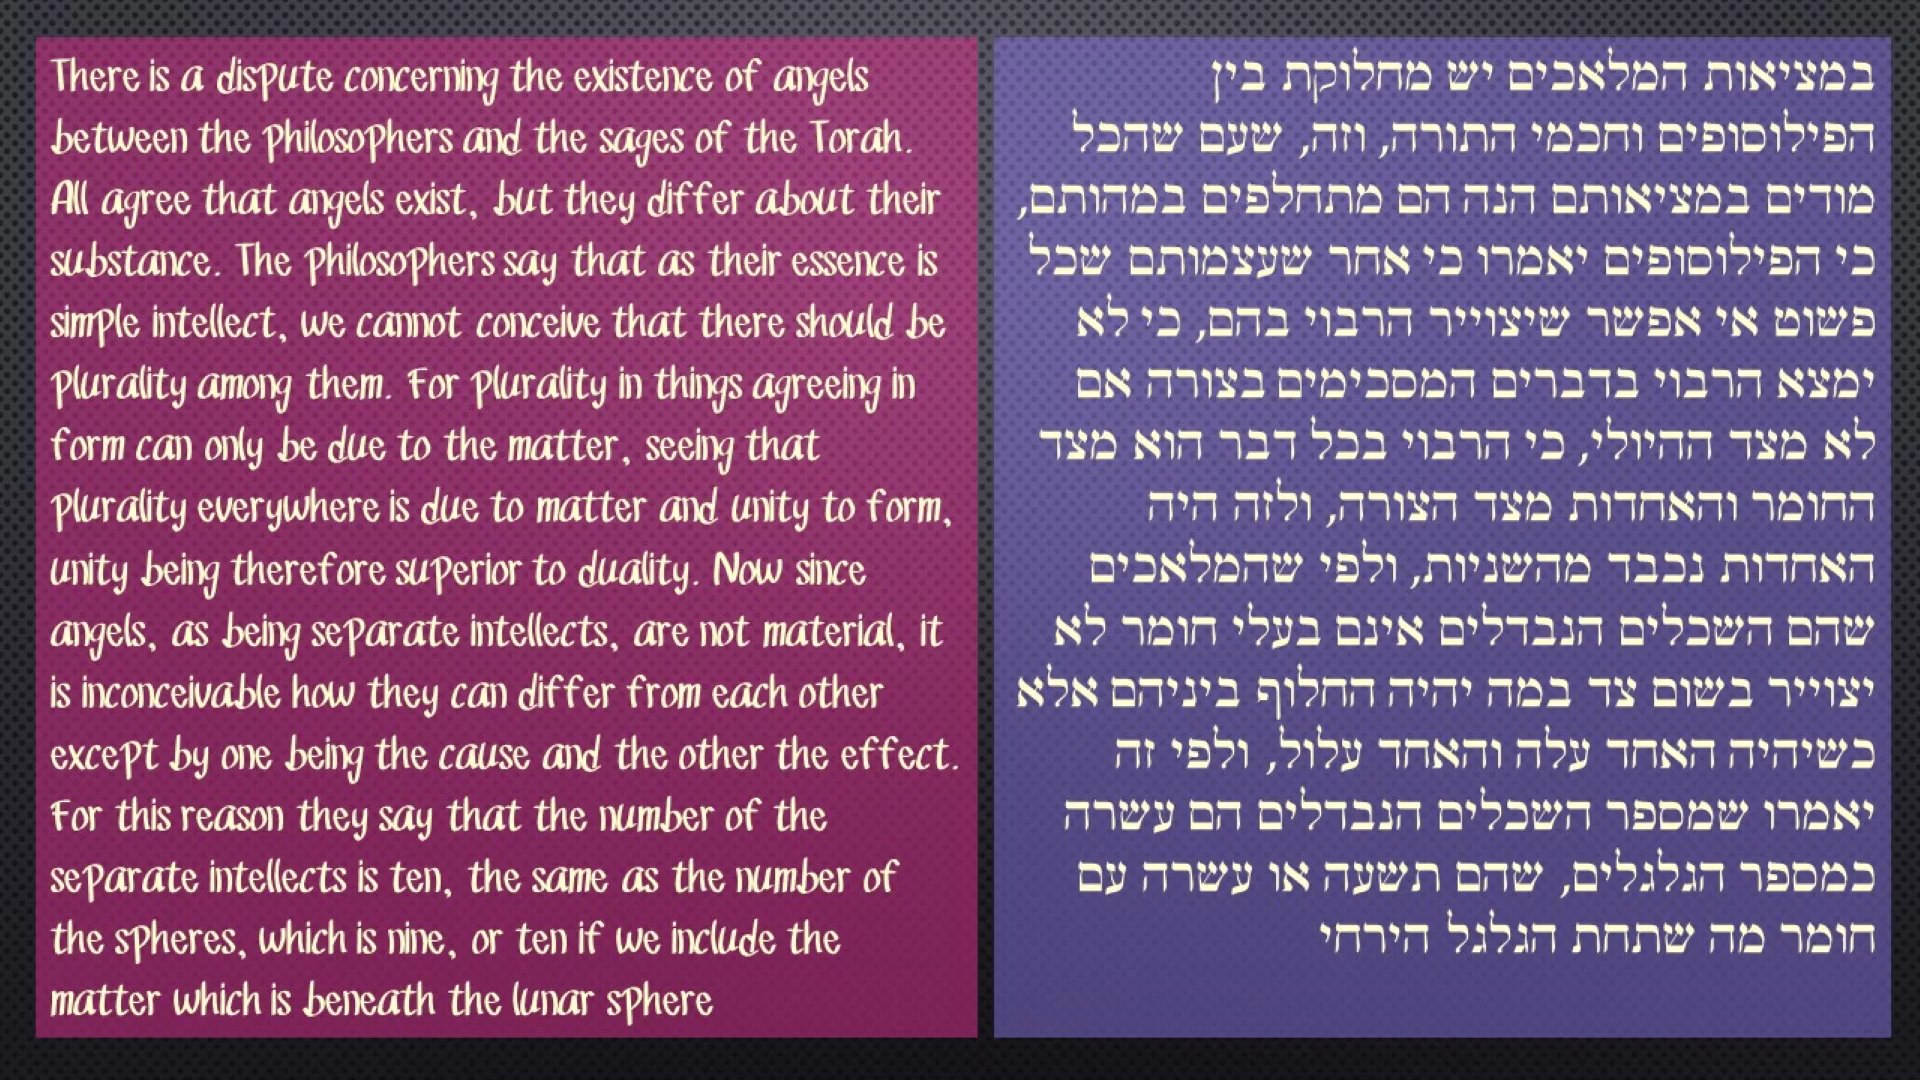 There is a dispute concerning the existence of angels
between the philosophers and the sages of the Torah.
All agree that angels exist, but they differ about their
substance. The philosophers say that as their essence is
simple intellect, we cannot conceive that there should be
plurality among them. For plurality in things agreeing in
form can only be due to the matter, seeing that
plurality everywhere is due to matter and unity to form,
unity being therefore superior to duality. Now since
angels, as being separate intellects, are not material, it
is inconceivable how they can differ from each other
except by one being the cause and the other the effect.
For this reason they say that the number of the
separate intellects is ten, the same as the number of
the spheres, which is nine, or ten if we include the
matter which is beneath the lunar sphere
במציאות המלאכים יש מחלוקת בין
הפילוסופים וחכמי התורה, וזה, שעם שהכל
מודים במציאותם הנה הם מתחלפים במהותם,
כי הפילוסופים יאמרו כי אחר שעצמותם שכל
פשוט אי אפשר שיצוייר הרבוי בהם, כי לא
ימצא הרבוי בדברים המסכימים בצורה אם
לא מצד ההיולי, כי הרבוי בכל דבר הוא מצד
החומר והאחדות מצד הצורה, ולזה היה
האחדות נכבד מהשניות, ולפי שהמלאכים
שהם השכלים הנבדלים אינם בעלי חומר לא
יצוייר בשום צד במה יהיה החלוף ביניהם אלא
כשיהיה האחד עלה והאחד עלול, ולפי זה
יאמרו שמספר השכלים הנבדלים הם עשרה
כמספר הגלגלים, שהם תשעה או עשרה עם
חומר מה שתחת הגלגל הירחי